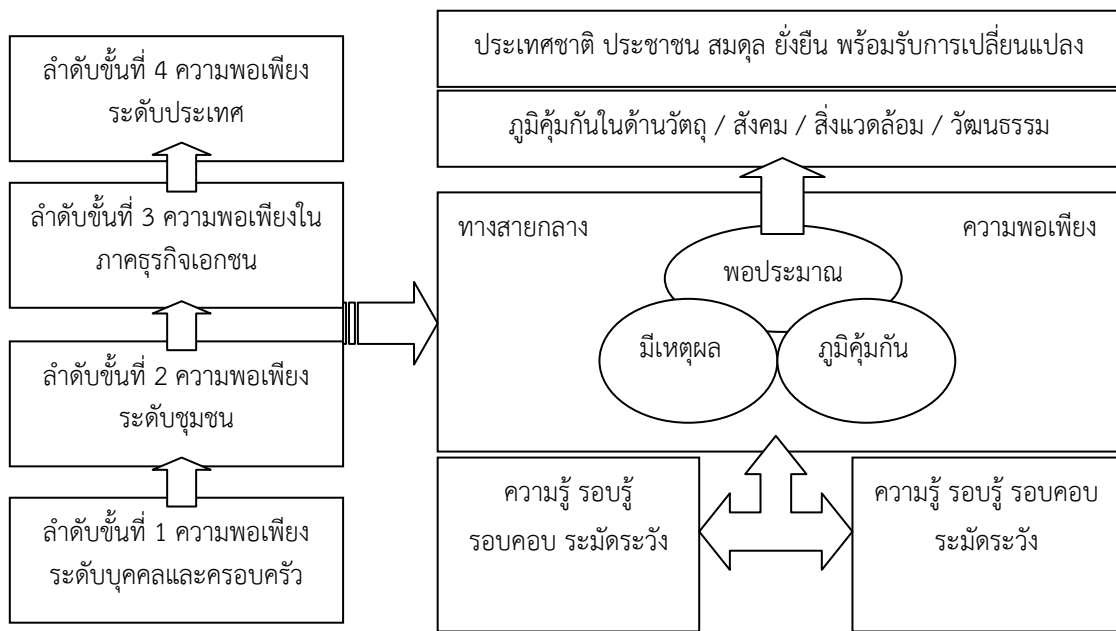 ลำดับขั้นที่ 4 ความพอเพียง
ระดับประเทศ
ลำดับขั้นที่ 3 ความพอเพียงใน
ภาคธุรกิจเอกชน
ลำดับขั้นที่ 2 ความพอเพียง
ระดับชุมชน
ลำดับขั้นที่ 1 ความพอเพียง
ระดับบุคคลและครอบครัว
ประเทศชาติ ประชาชน สมดุล ยั่งยืน พร้อมรับการเปลี่ยนแปลง
ภูมิคุ้มกันในด้านวัตถุ / สังคม / สิ่งแวดล้อม / วัฒนธรรม
ทางสายกลาง
ความพอเพียง
พอประมาณ
มีเหตุผล
ภูมิคุ้มกัน
ความรู้ รอบรู้
รอบคอบ ระมัดระวัง
ความรู้ รอบรู้ รอบคอบ
ระมัดระวัง